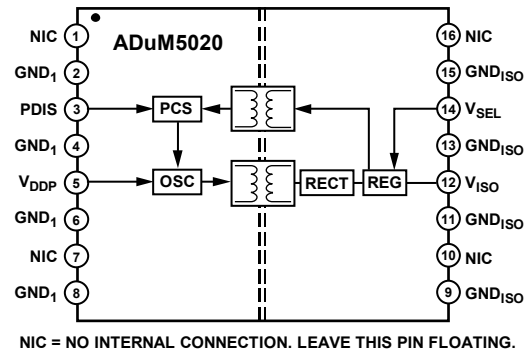 ADuM5020
NIC 1
GND1 2
PDIS 3
GND1 4
VDDP 5
GND1 6
NIC 7
GND1 8
PCS
OSC
RECT
REG
16 NIC
15 GNDISO
14 VSEL
13 GNDISO
12 VISO
11 GNDISO
10 NIC
9 GNDISO
NIC = NO INTERNAL CONNECTION. LEAVE THIS PIN FLOATING.